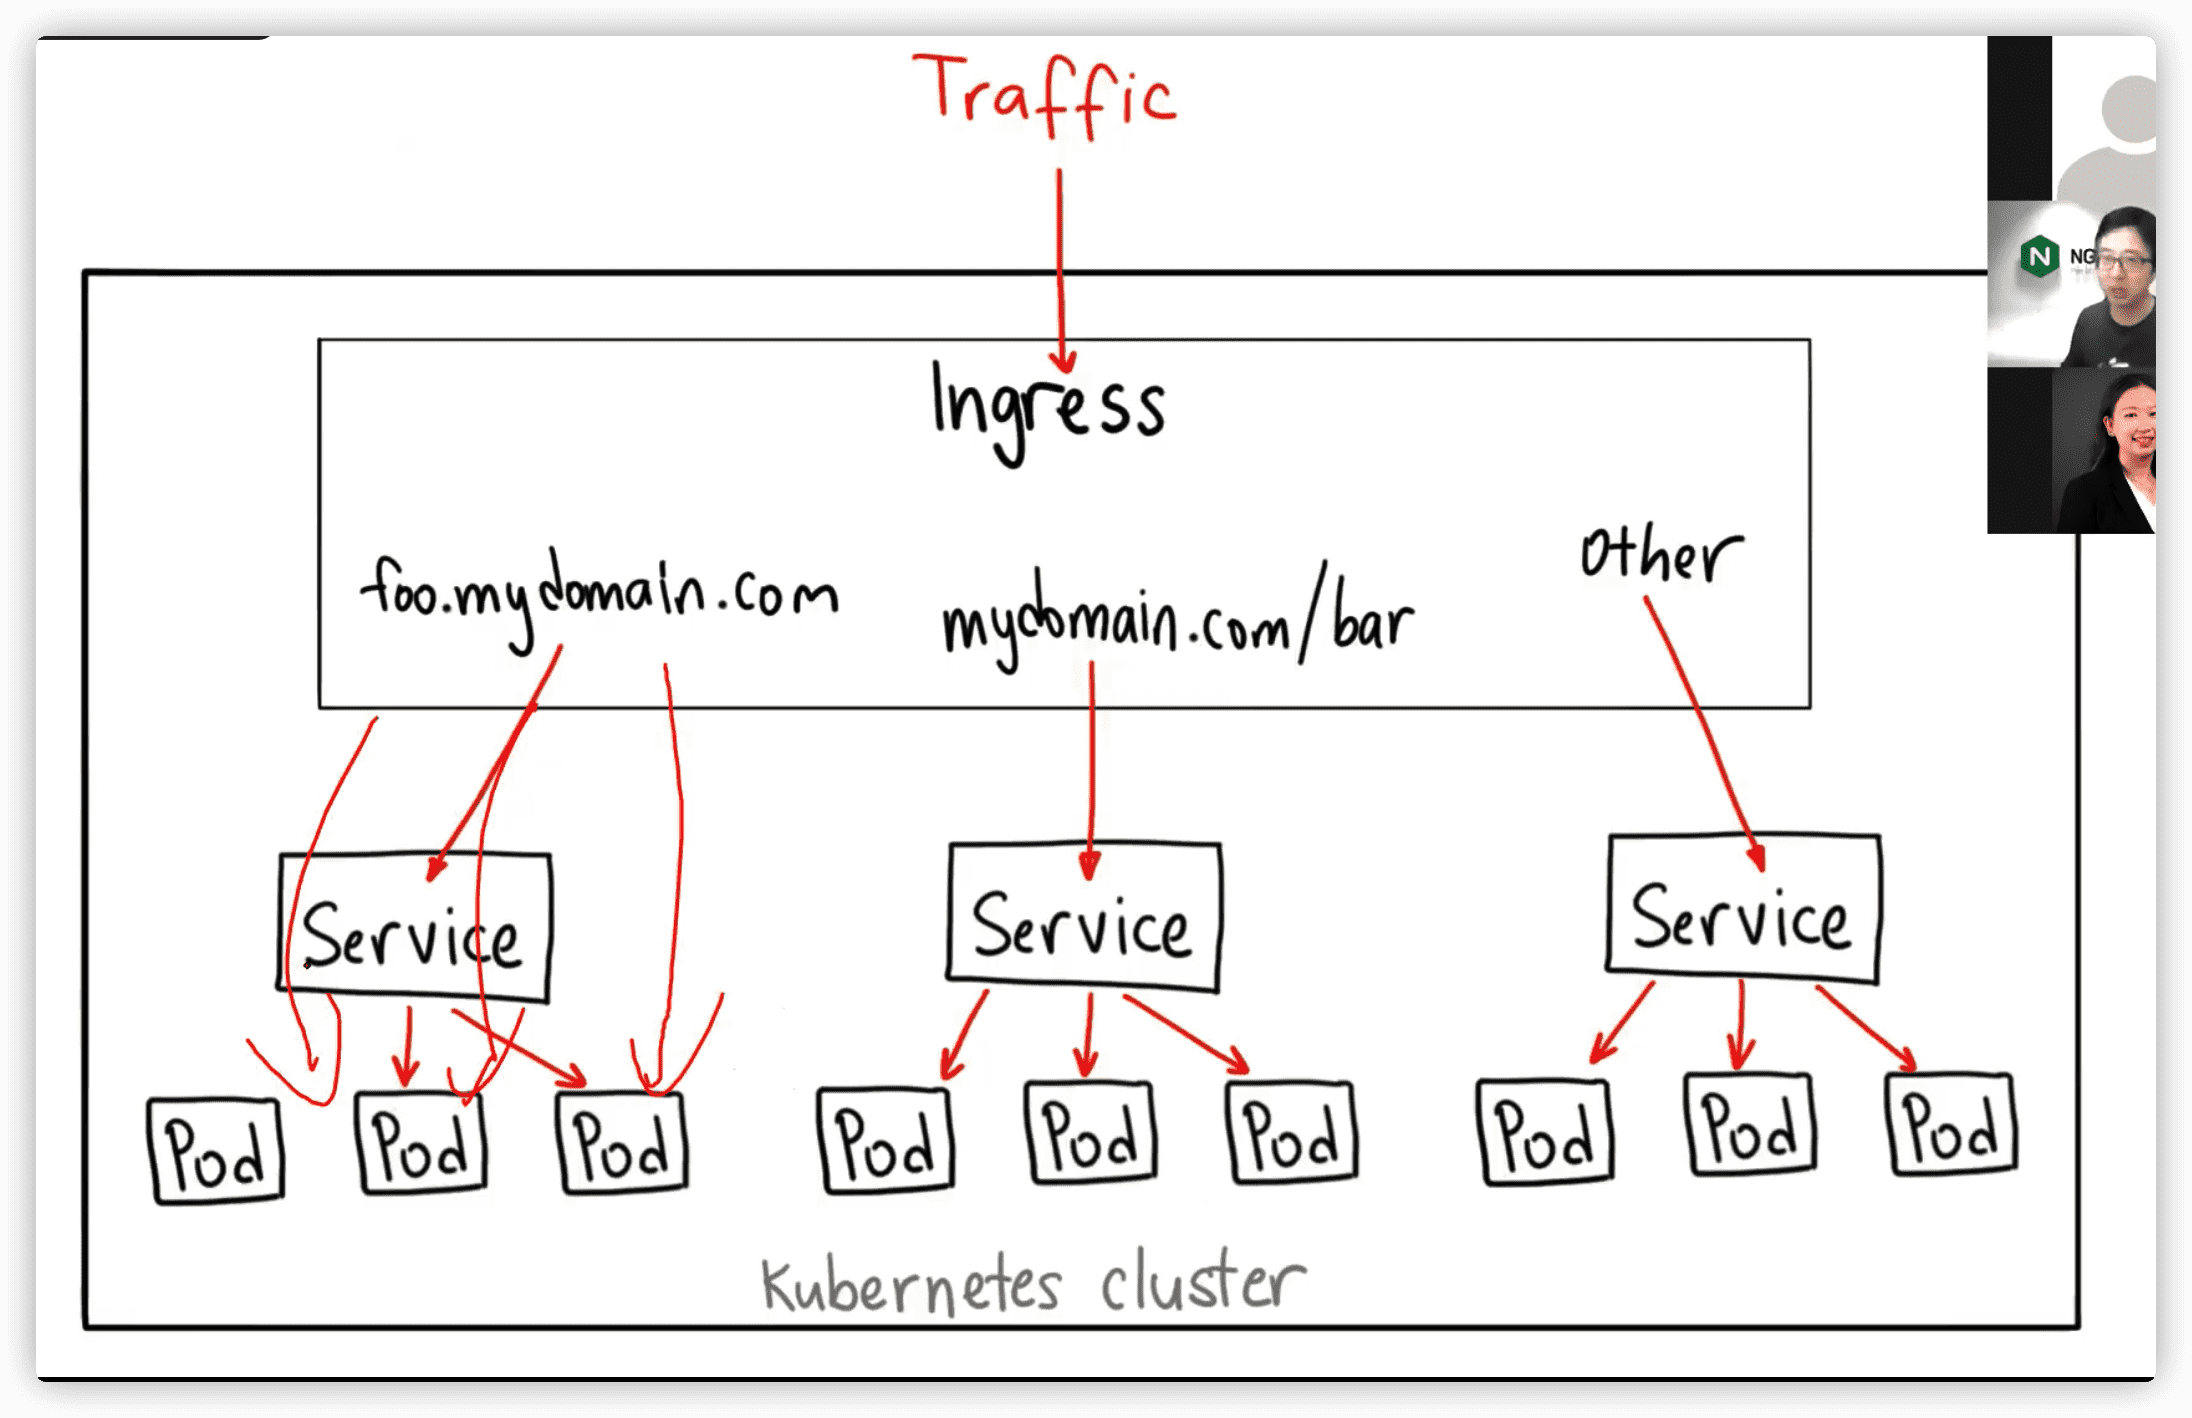 Traffic
Ingress
foo.mydomain.com
mydomain.com/bar
other
Service
Service
Service
Pod
Pod
Pod
Pod
Pod
Pod
Pod
Pod
Pod
Kubernetes cluster
N NG